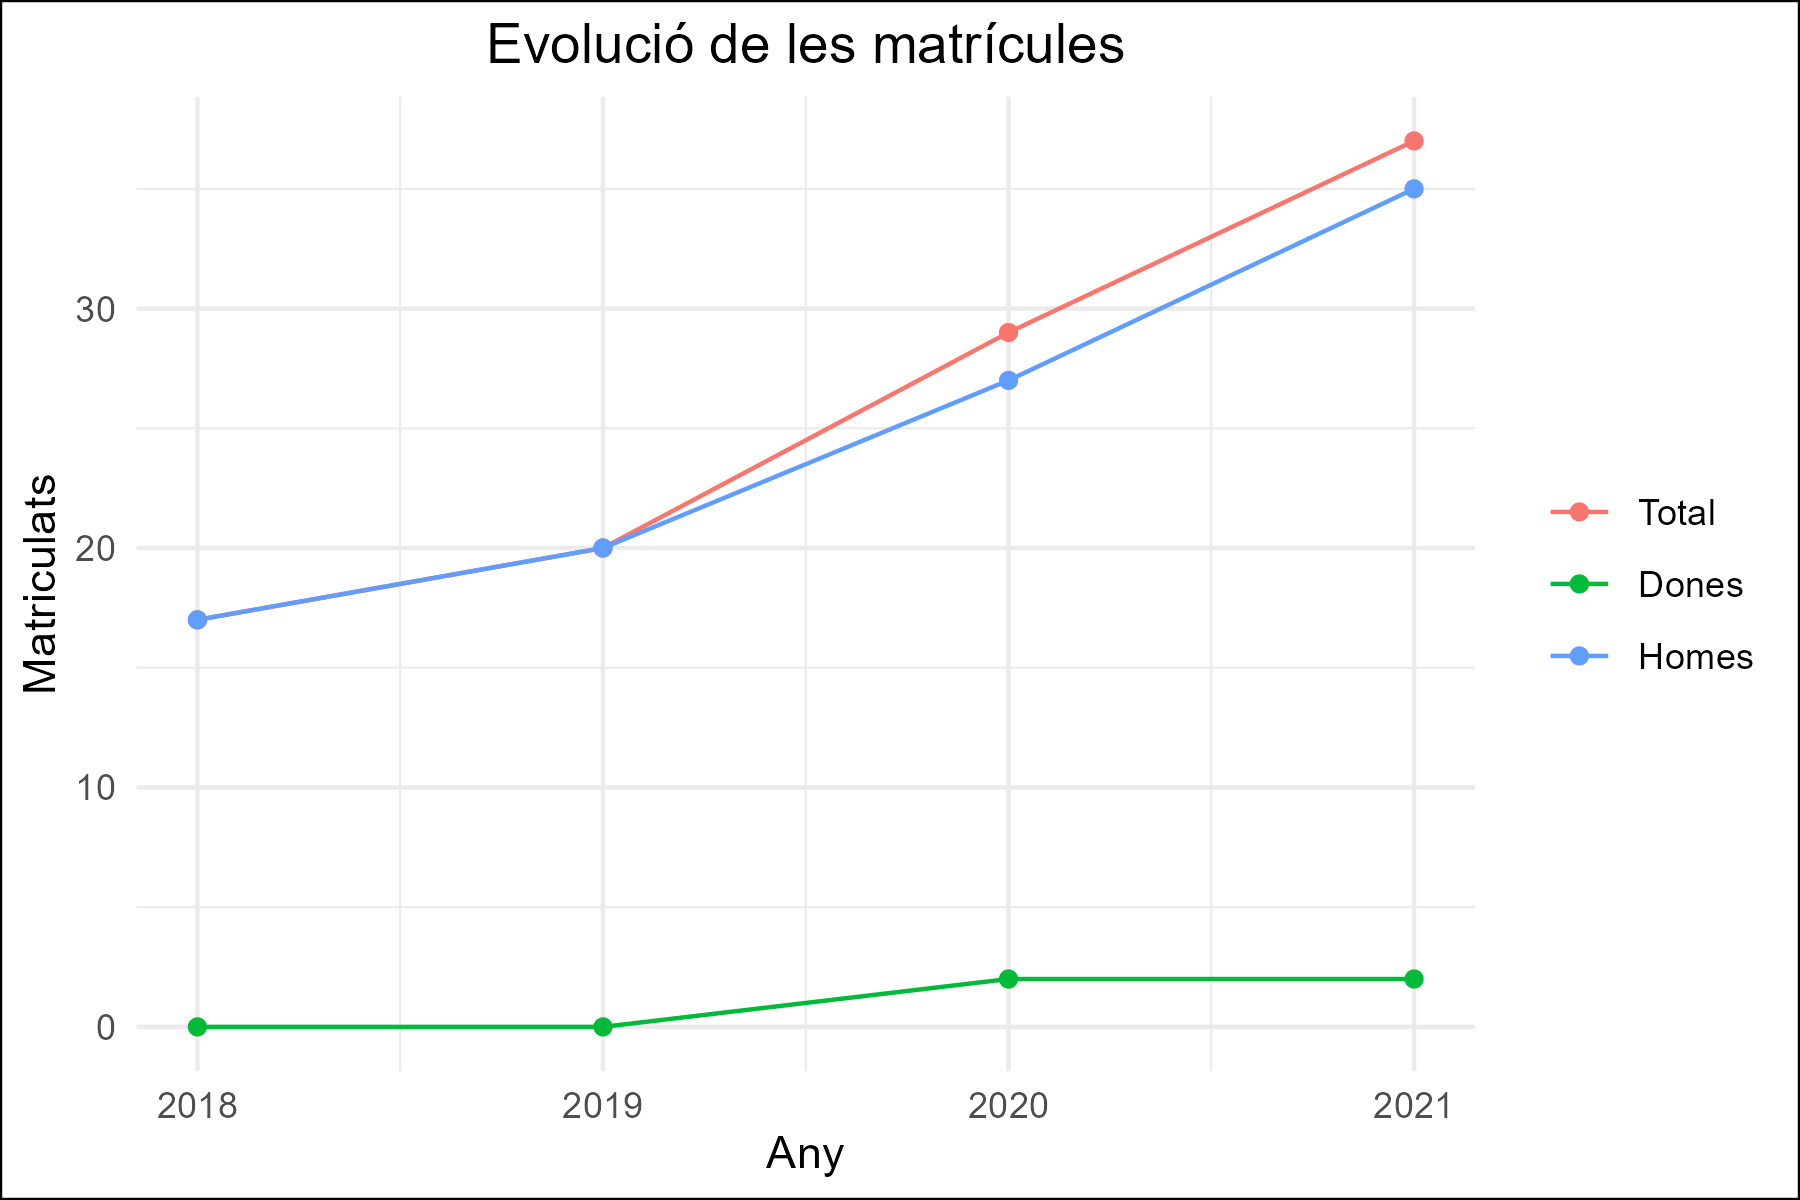 Evolució de les matrícules
Matriculats
30
20
10
0
2018 2019 2020 2021
Any
Total
Dones
Homes